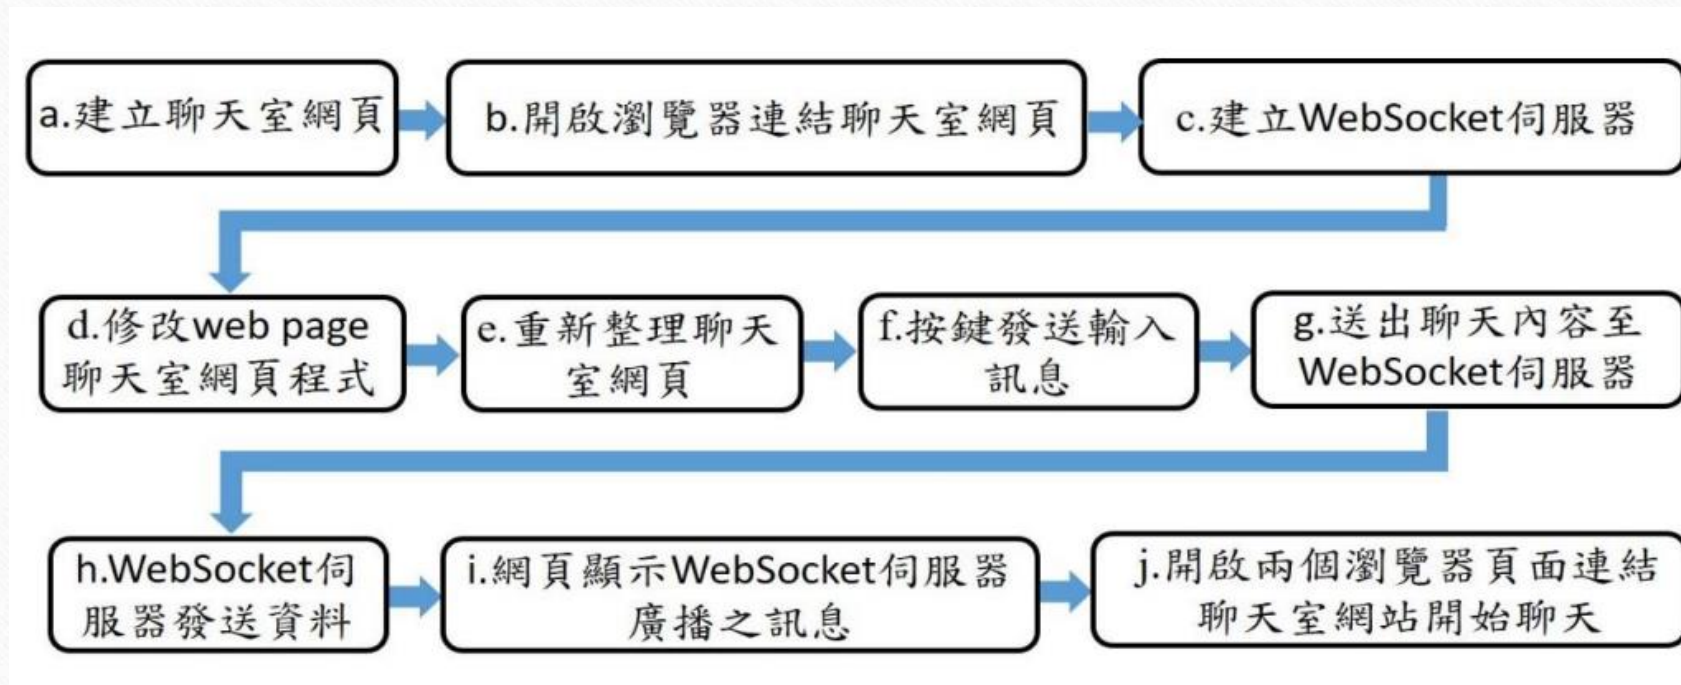 a.建立聊天室網頁
b.開啟瀏覽器連結聊天室網頁
c.建立WebSocket伺服器
d.修改web page
聊天室網頁程式
e.重新整理聊天
室網頁
f.按鍵發送輸入
訊息
g.送出聊天內容至
WebSocket伺服器
h.WebSocket伺
服器發送資料
i.網頁顯示WebSocket伺服器
廣播之訊息
j.開啟兩個瀏覽器頁面連結
聊天室網站開始聊天